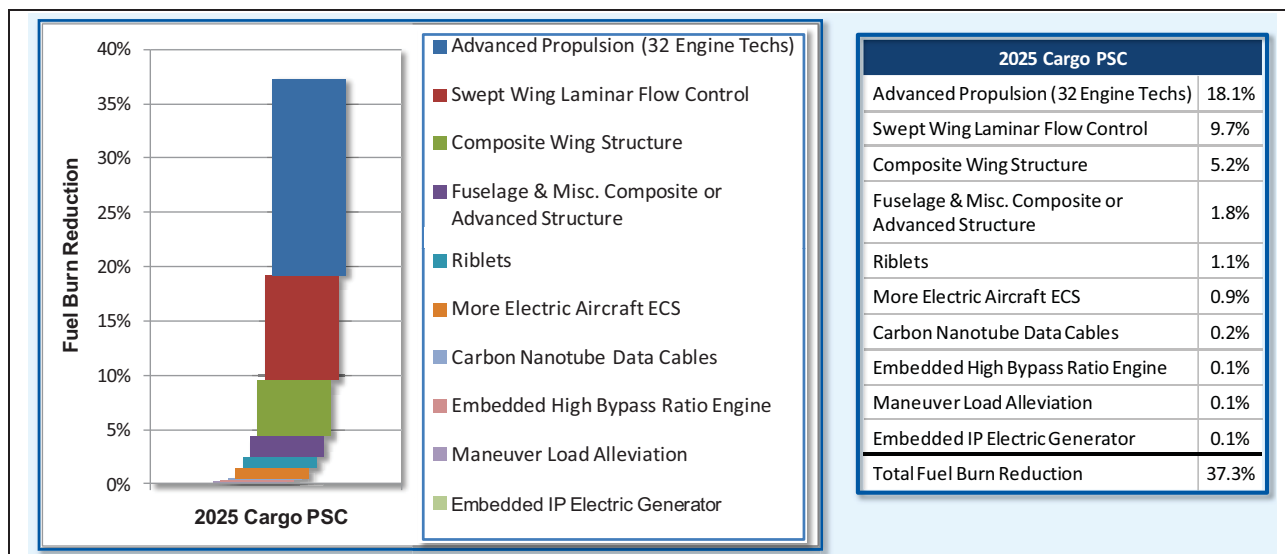 40%
35%
30%
25%
20%
15%
10%
5%
0%
Fuel Burn Reduction
2025 Cargo PSC
Advanced Propulsion (32 Engine Techs)
Swept Wing Laminar Flow Control
Composite Wing Structure
Fuselage & Misc. Composite or
Advanced Structure
Riblets
More Electric Aircraft ECS
Carbon Nanotube Data Cables
Embedded High Bypass Ratio Engine
Maneuver Load Alleviation
Embedded IP Electric Generator
2025 Cargo PSC
Advanced Propulsion (32 Engine Techs) 18.1%
Swept Wing Laminar Flow Control 9.7%
Composite Wing Structure 5.2%
Fuselage & Misc. Composite or
Advanced Structure 1.8%
Riblets 1.1%
More Electric Aircraft ECS 0.9%
Carbon Nanotube Data Cables 0.2%
Embedded High Bypass Ratio Engine 0.1%
Maneuver Load Alleviation 0.1%
Embedded IP Electric Generator 0.1%
Total Fuel Burn Reduction 37.3%